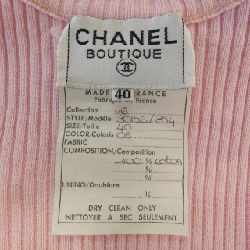 CHANEL
BOUTIQUE
40
MADE FRANCE
Fabriqué en France
Collection
STYLE/Modèle
SIZE/Taille 40
COLOR/Coloris
FABRIC
COMPOSITION/Composition
100 % coton
%
LINING/Doublure
%
DRY CLEAN ONLY
NETTOYER A SEC SEULEMENT